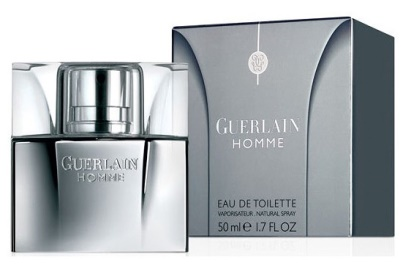 GUERLAIN
HOMME
GUERLAIN
HOMME
EAU DE TOILETTE
VAPORISATEUR . NATURAL SPRAY
50 ml e 1.7 FL OZ